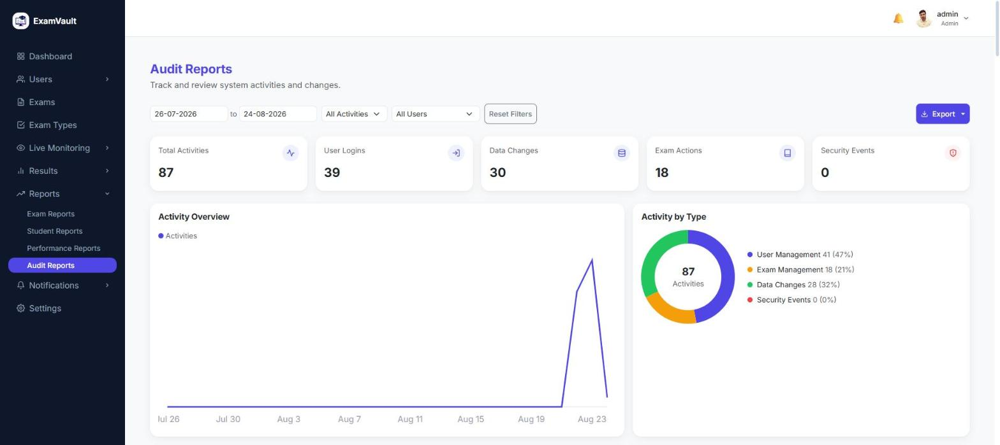 ExamVault
admin
Admin
Dashboard
Users
Exams
Exam Types
Live Monitoring
Results
Reports
Exam Reports
Student Reports
Performance Reports
Audit Reports
Notifications
Settings
Audit Reports
Track and review system activities and changes.
26-07-2026 to 24-08-2026 All Activities All Users Reset Filters Export
Total Activities
87
User Logins
39
Data Changes
30
Exam Actions
18
Security Events
0
Activity Overview
Activities
Jul 26 Jul 30 Aug 3 Aug 7 Aug 11 Aug 15 Aug 19 Aug 23
Activity by Type
87
Activities
User Management 41 (47%)
Exam Management 18 (21%)
Data Changes 28 (32%)
Security Events 0 (0%)